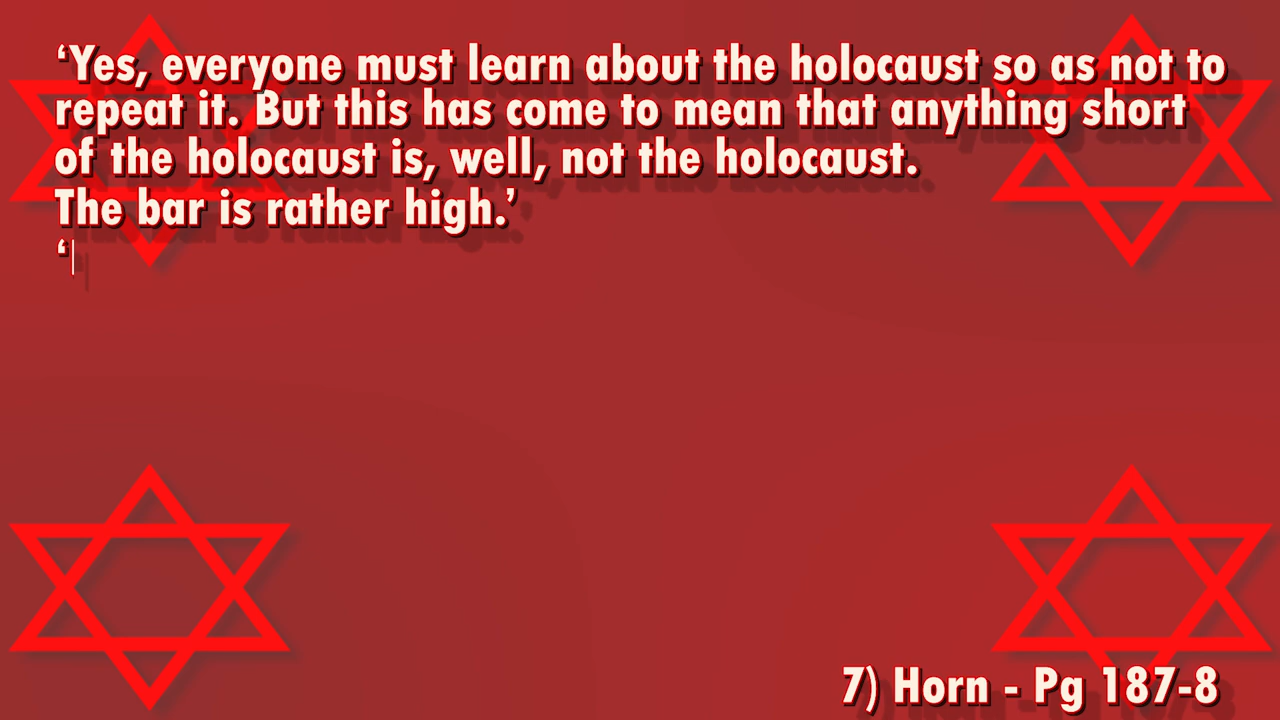 ‘Yes, everyone must learn about the holocaust so as not to
repeat it. But this has come to mean that anything short
of the holocaust is, well, not the holocaust.
The bar is rather high.’
‘
7) Horn - Pg 187-8